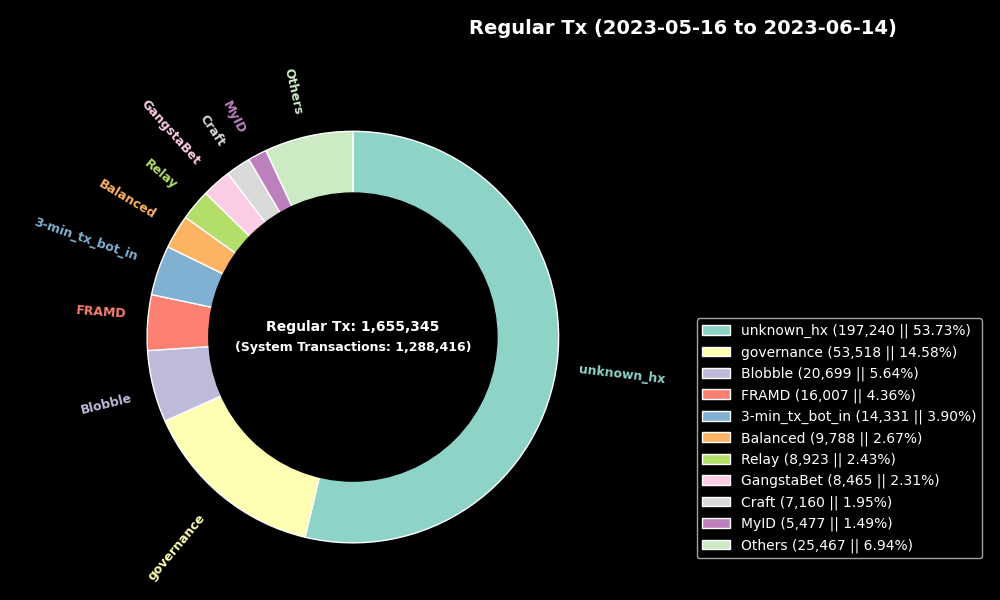 Regular Tx (2023-05-16 to 2023-06-14)
Others
MyID
Craft
GangstaBet
Relay
Balanced
3-min_tx_bot_in
FRAMD
Blobble
governance
unknown_hx
Regular Tx: 1,655,345
(System Transactions: 1,288,416)
unknown_hx (197,240 || 53.73%)
governance (53,518 || 14.58%)
Blobble (20,699 || 5.64%)
FRAMD (16,007 || 4.36%)
3-min_tx_bot_in (14,331 || 3.90%)
Balanced (9,788 || 2.67%)
Relay (8,923 || 2.43%)
GangstaBet (8,465 || 2.31%)
Craft (7,160 || 1.95%)
MyID (5,477 || 1.49%)
Others (25,467 || 6.94%)